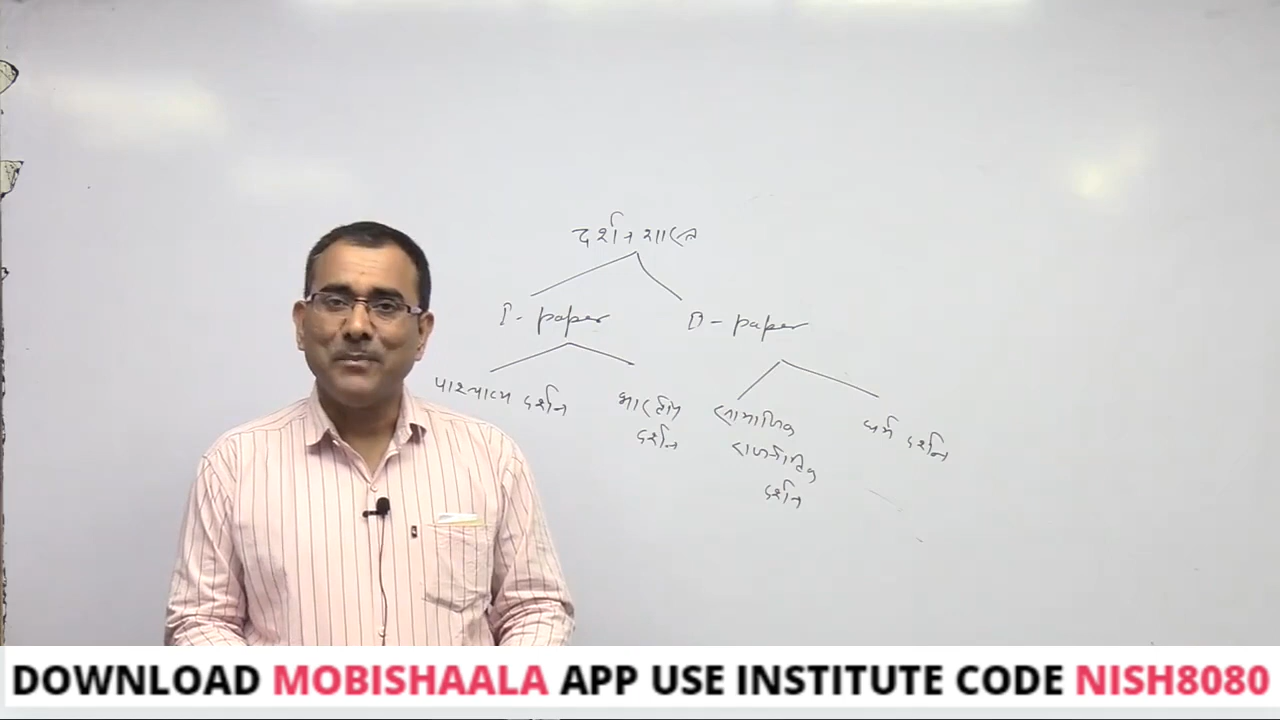 दर्शनशास्त्र
I - paper
II - paper
पाश्चात्य दर्शन
भारतीय
दर्शन
सामाजिक
राजनीतिक
दर्शन
धर्म दर्शन
DOWNLOAD MOBISHAALA APP USE INSTITUTE CODE NISH8080